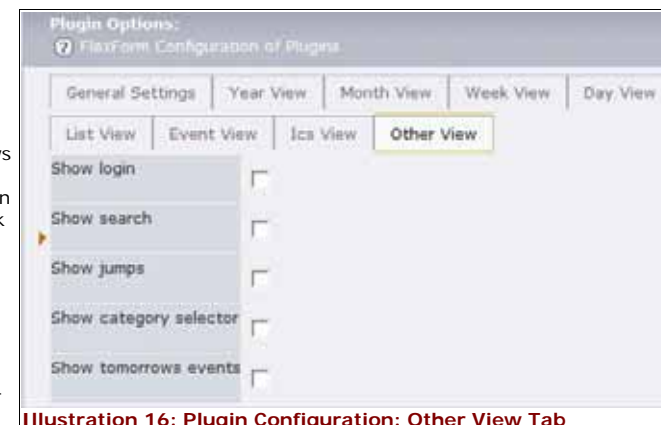 Plugin Options:
FlexForm Configuration of Plugins
General Settings Year View Month View Week View Day View
List View Event View Ics View Other View
Show login
Show search
Show jumps
Show category selector
Show tomorrows events
Illustration 16: Plugin Configuration: Other View Tab